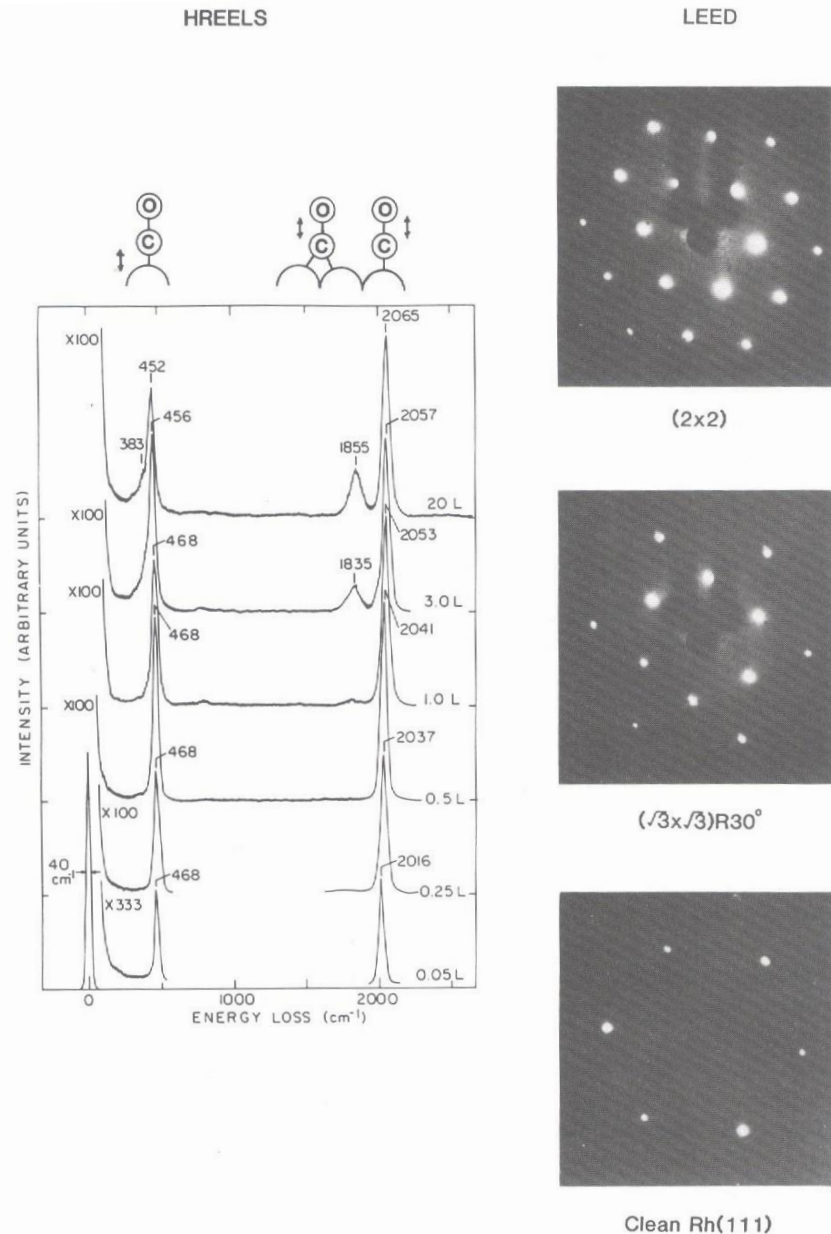 HREELS
LEED
O
C
O
C
O
C
2065
X100
452
456
2057
383
1855
20 L
X100
2053
468
1835
3.0 L
X100
2041
468
1.0 L
X100
2037
468
0.5 L
X100
40
cm⁻¹
468
2016
0.25 L
X333
0.05 L
0
1000
2000
ENERGY LOSS (cm⁻¹)
INTENSITY (ARBITRARY UNITS)
(2x2)
(√3x√3)R30°
Clean Rh(111)